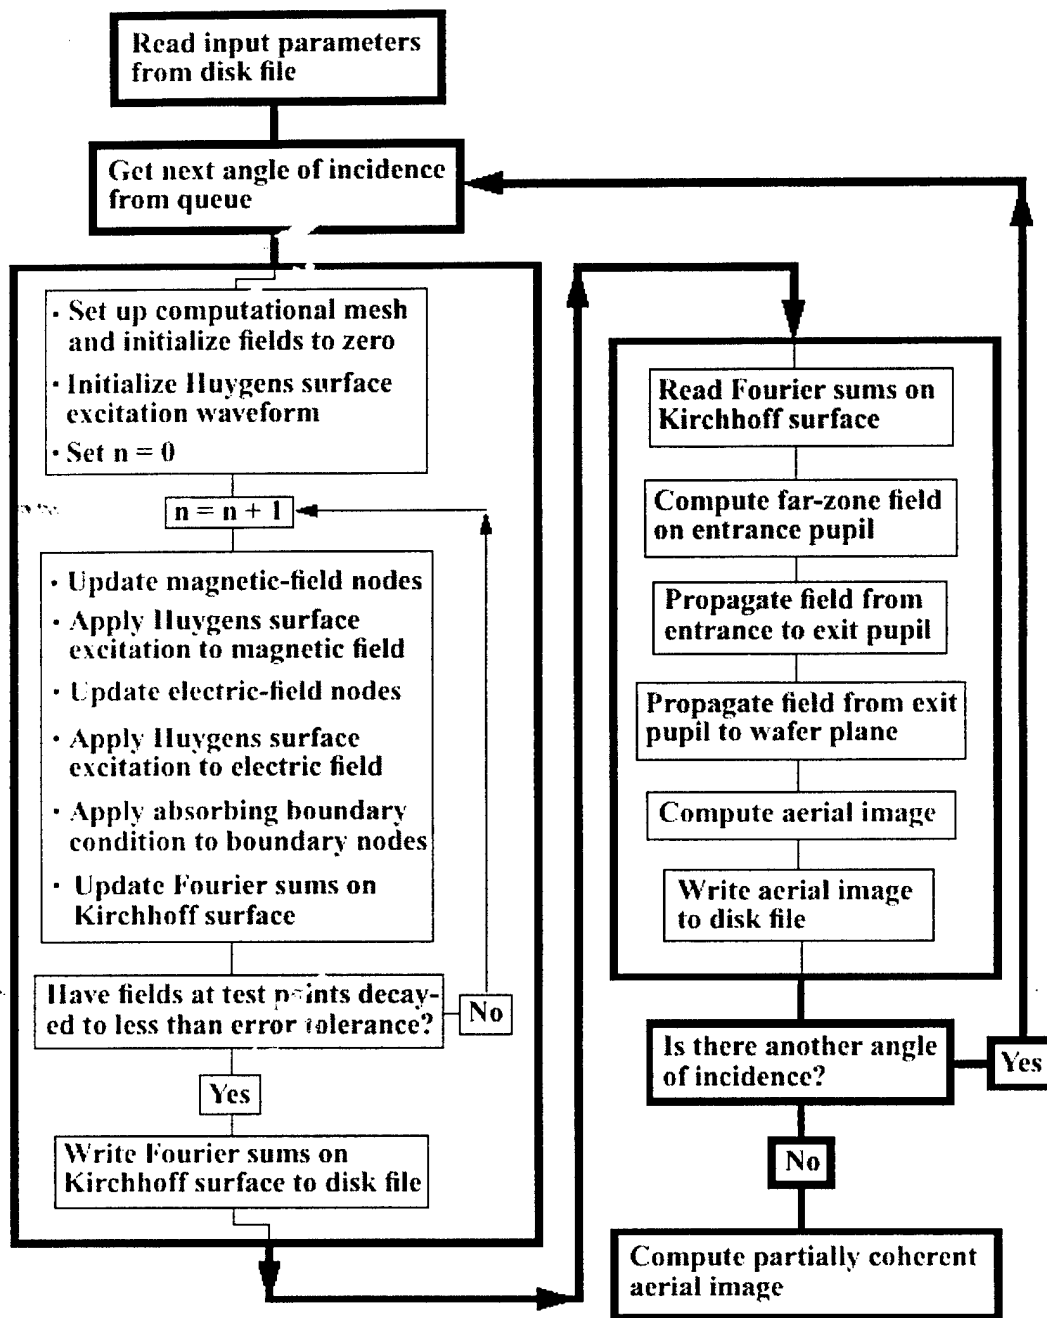 Read input parameters
from disk file
Get next angle of incidence
from queue
· Set up computational mesh
and initialize fields to zero
· Initialize Huygens surface
excitation waveform
· Set n = 0
n = n + 1
· Update magnetic-field nodes
· Apply Huygens surface
excitation to magnetic field
· Update electric-field nodes
· Apply Huygens surface
excitation to electric field
· Apply absorbing boundary
condition to boundary nodes
· Update Fourier sums on
Kirchhoff surface
Have fields at test points decay-
ed to less than error tolerance?
No
Yes
Write Fourier sums on
Kirchhoff surface to disk file
Read Fourier sums on
Kirchhoff surface
Compute far-zone field
on entrance pupil
Propagate field from
entrance to exit pupil
Propagate field from exit
pupil to wafer plane
Compute aerial image
Write aerial image
to disk file
Is there another angle
of incidence?
Yes
No
Compute partially coherent
aerial image